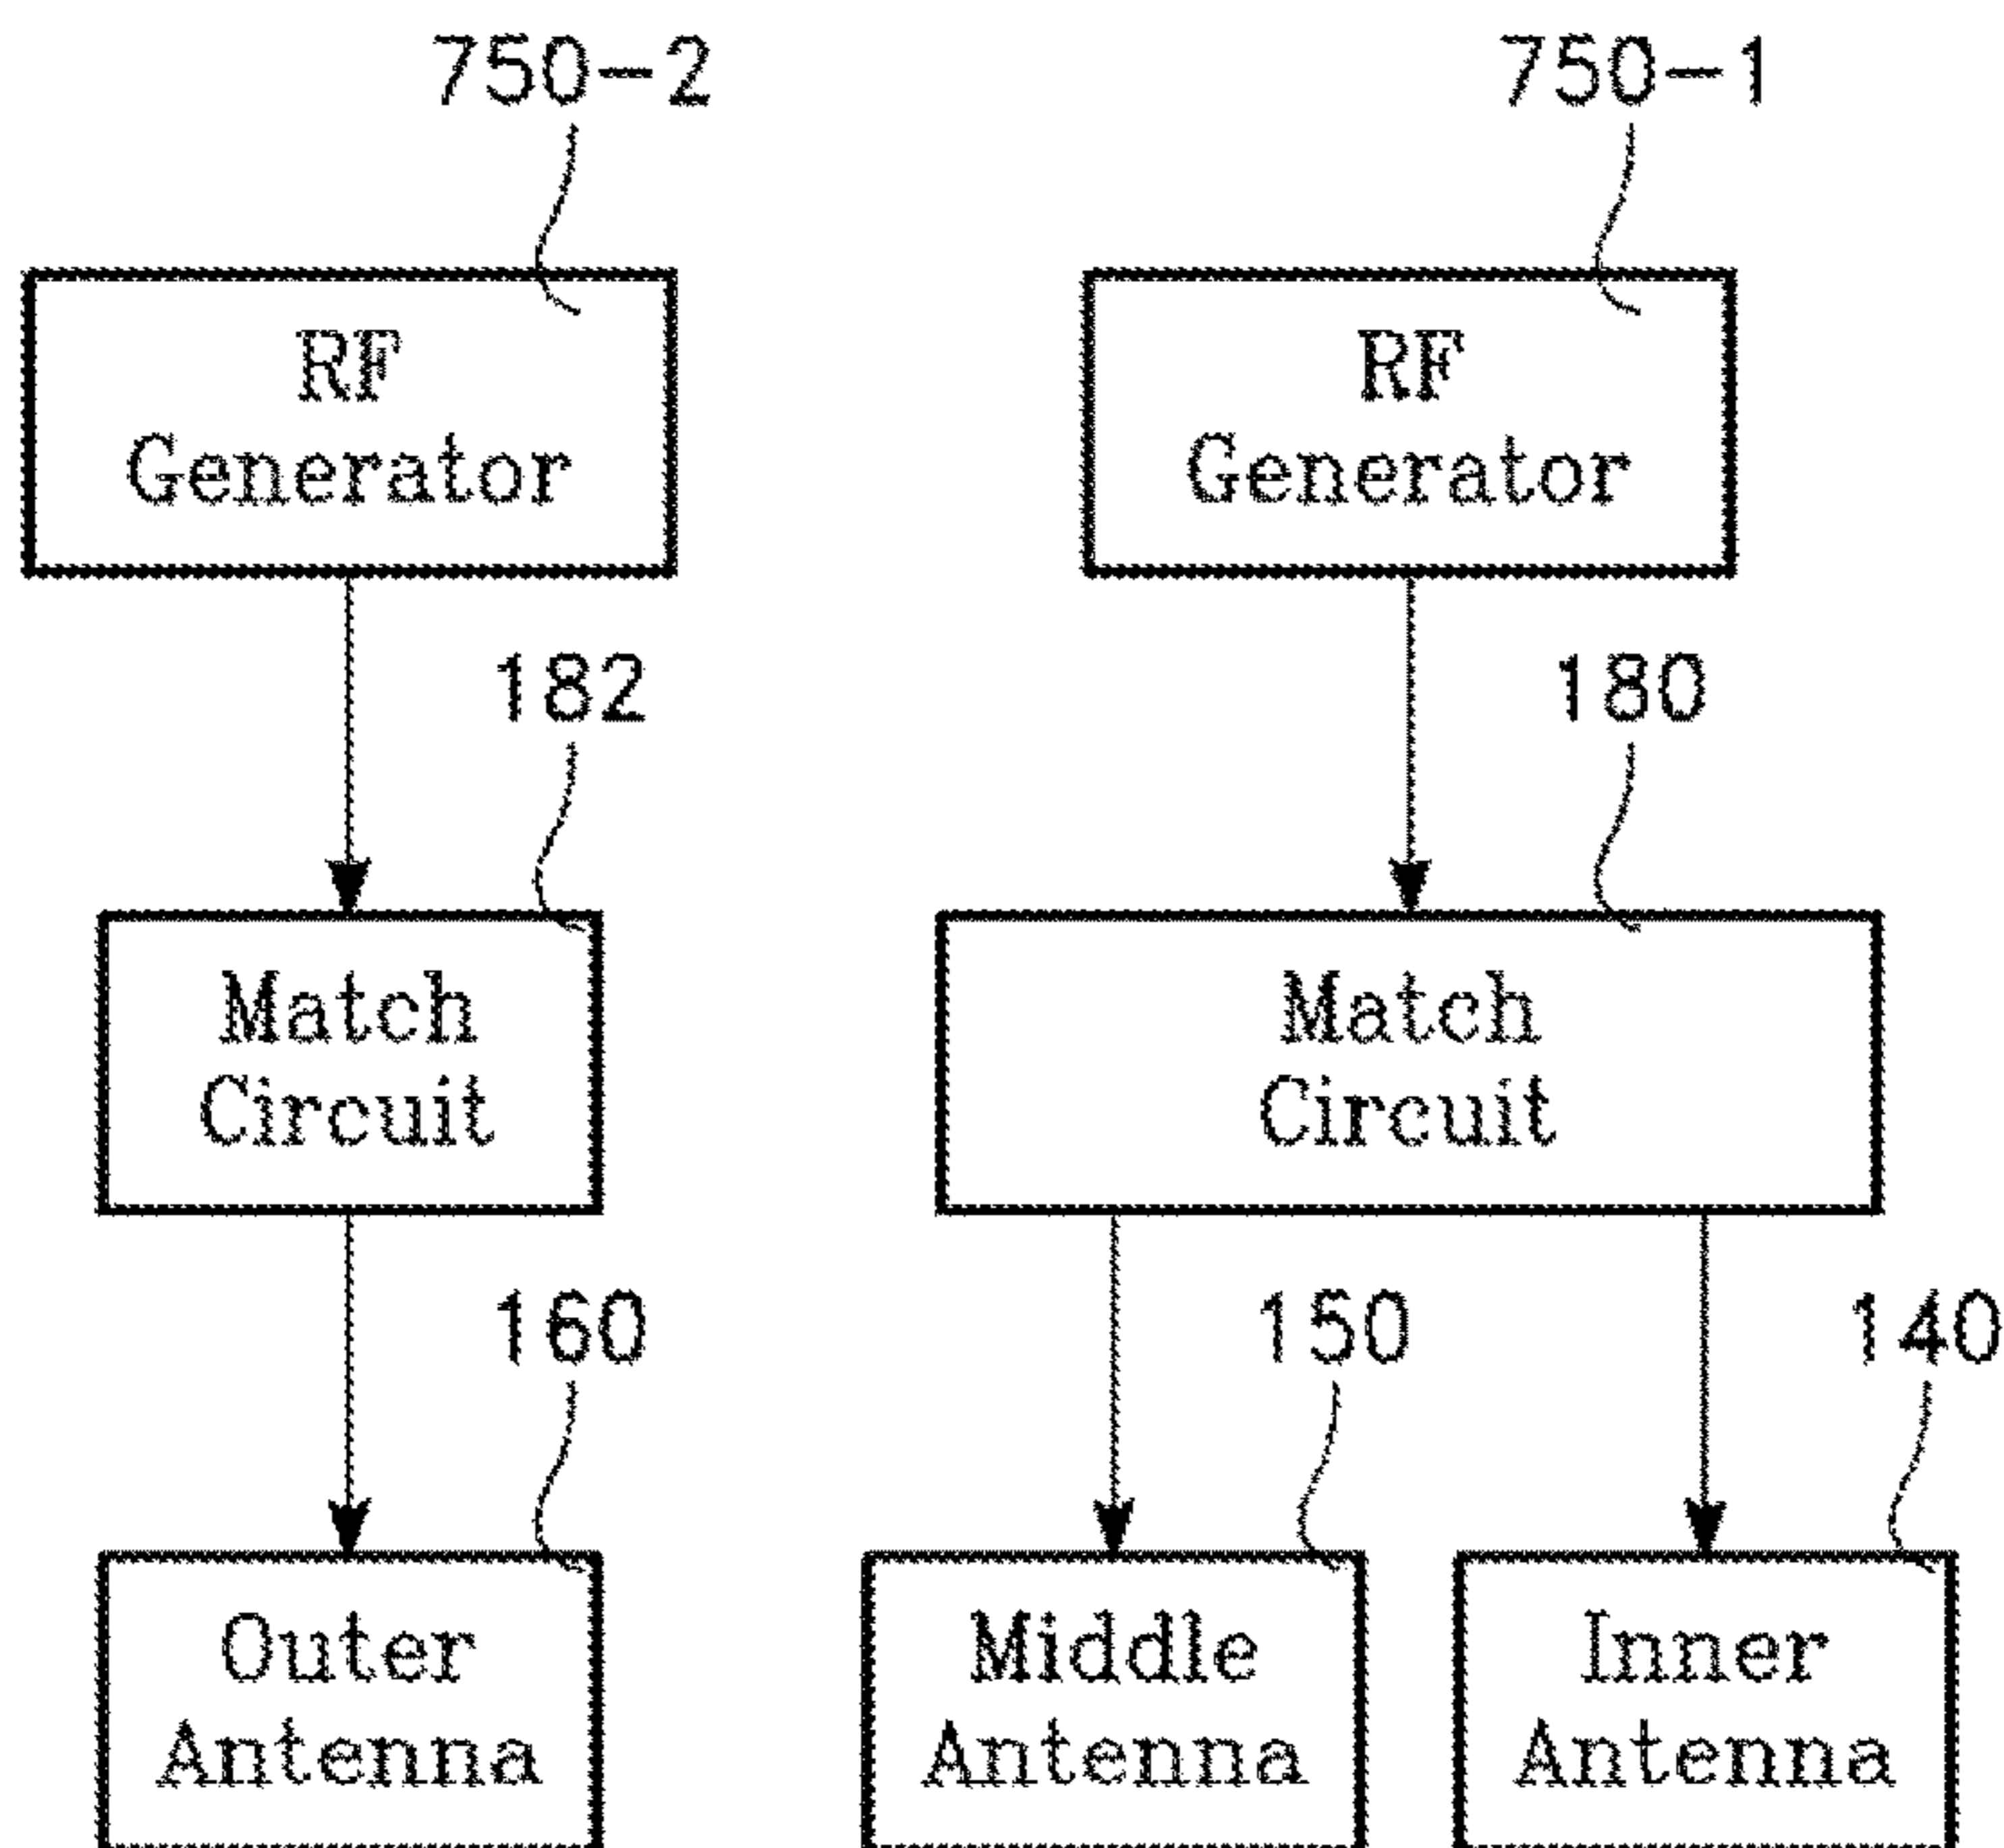 750-2
750-1
RF
Generator
RF
Generator
182
180
Match
Circuit
Match
Circuit
160
150
140
Outer
Antenna
Middle
Antenna
Inner
Antenna